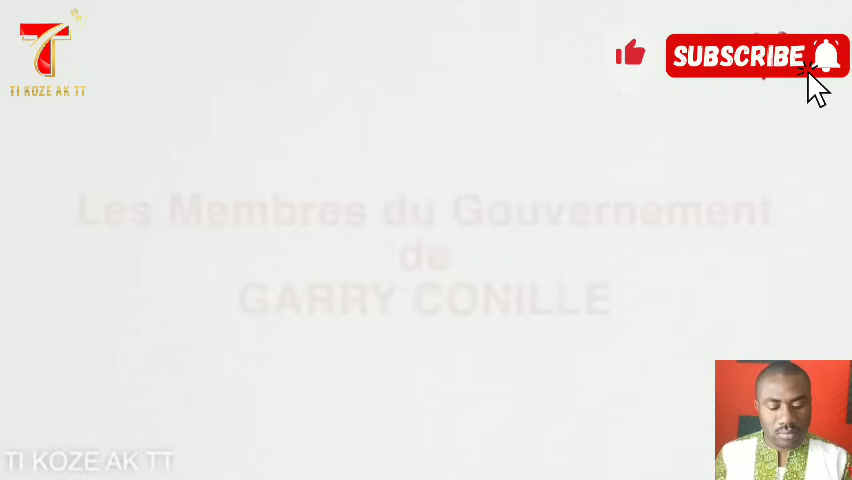 TI KOZE AK TT
SUBSCRIBE
Les Membres du Gouvernement
de
GARRY CONILLE
TI KOZE AK TT